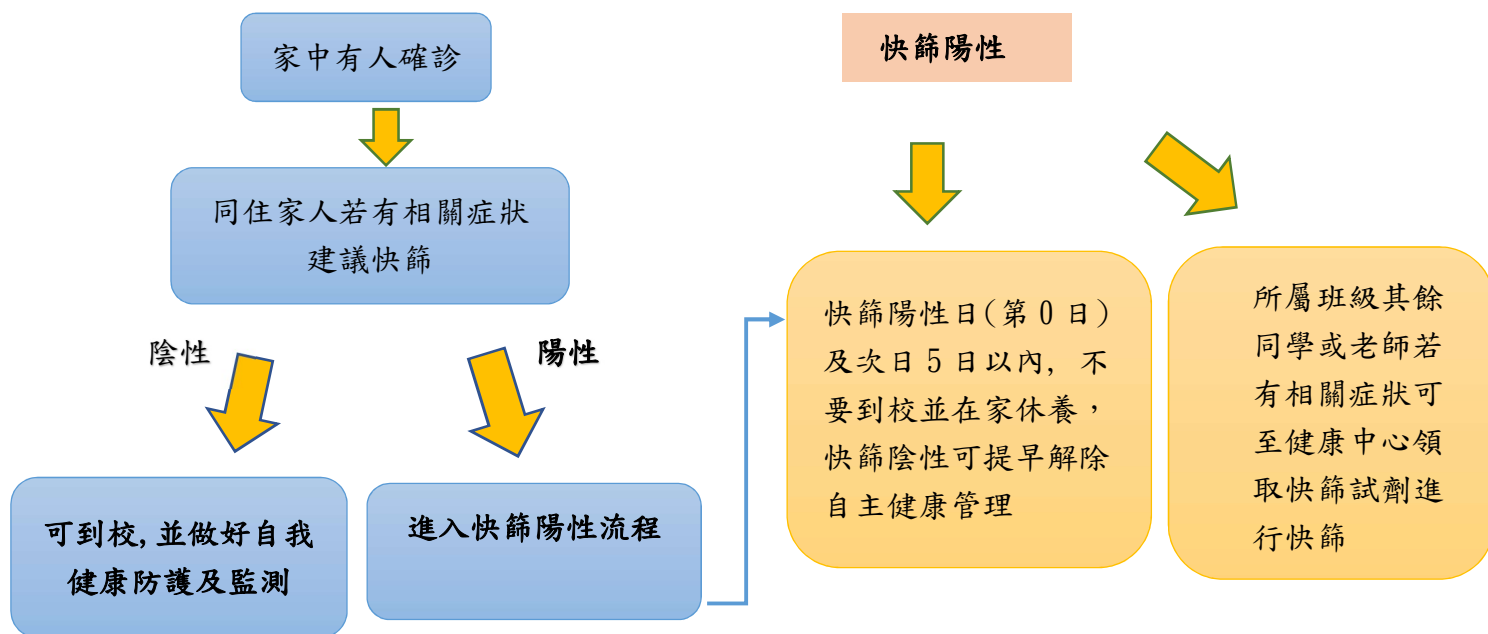 家中有人確診
同住家人若有相關症狀
建議快篩
陰性
陽性
可到校,並做好自我
健康防護及監測
進入快篩陽性流程
快篩陽性
快篩陽性日(第 0 日)
及次日 5 日以內, 不
要到校並在家休養，
快篩陰性可提早解除
自主健康管理
所屬班級其餘
同學或老師若
有相關症狀可
至健康中心領
取快篩試劑進
行快篩